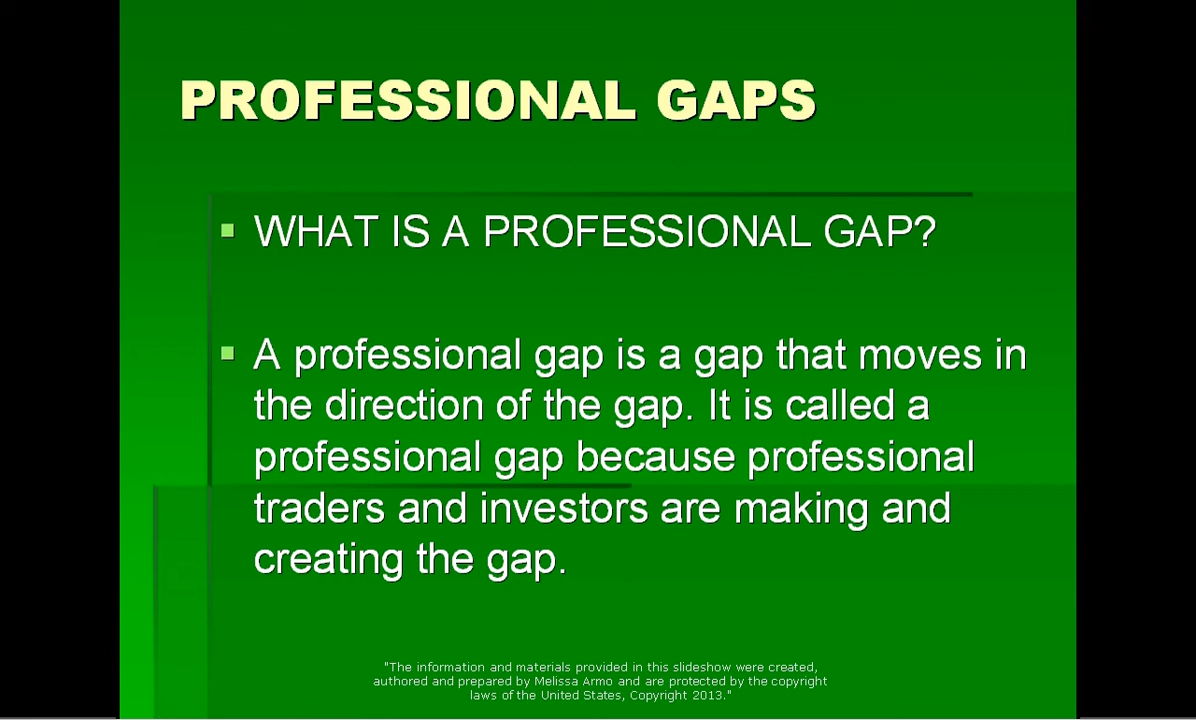 PROFESSIONAL GAPS
WHAT IS A PROFESSIONAL GAP?
A professional gap is a gap that moves in
the direction of the gap. It is called a
professional gap because professional
traders and investors are making and
creating the gap.
"The information and materials provided in this slideshow were created,
authored and prepared by Melissa Armo and are protected by the copyright
laws of the United States, Copyright 2013."